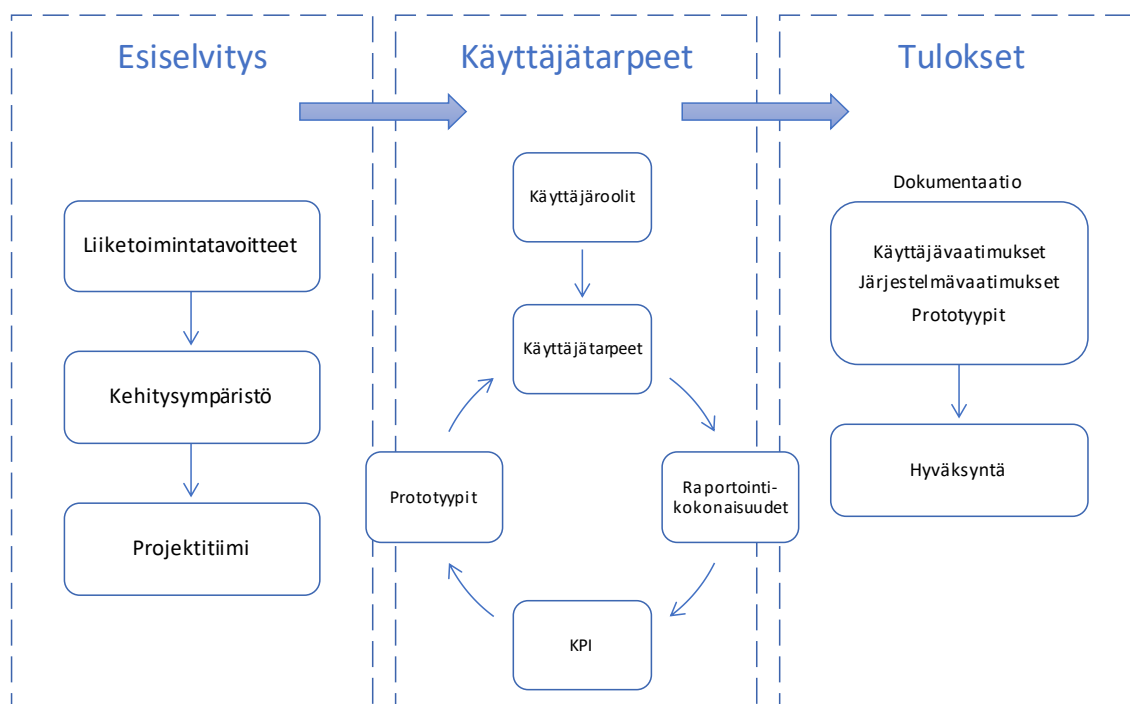 Esiselvitys
Liiketoimintatavoitteet
Kehitysympäristö
Projektitiimi
Käyttäjätarpeet
Käyttäjäroolit
Käyttäjätarpeet
Raportointi-
kokonaisuudet
KPI
Prototyypit
Tulokset
Dokumentaatio
Käyttäjävaatimukset
Järjestelmävaatimukset
Prototyypit
Hyväksyntä